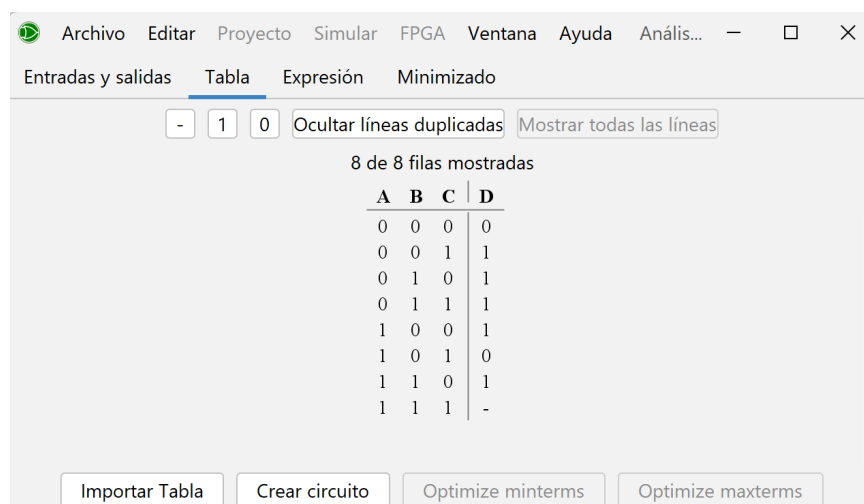 Archivo Editar Proyecto Simular FPGA Ventana Ayuda Anális...
Entradas y salidas Tabla Expresión Minimizado
- 1 0 Ocultar líneas duplicadas Mostrar todas las líneas
8 de 8 filas mostradas
A B C D
0 0 0 0
0 0 1 1
0 1 0 1
0 1 1 1
1 0 0 1
1 0 1 0
1 1 0 1
1 1 1 -
Importar Tabla Crear circuito Optimize minterms Optimize maxterms